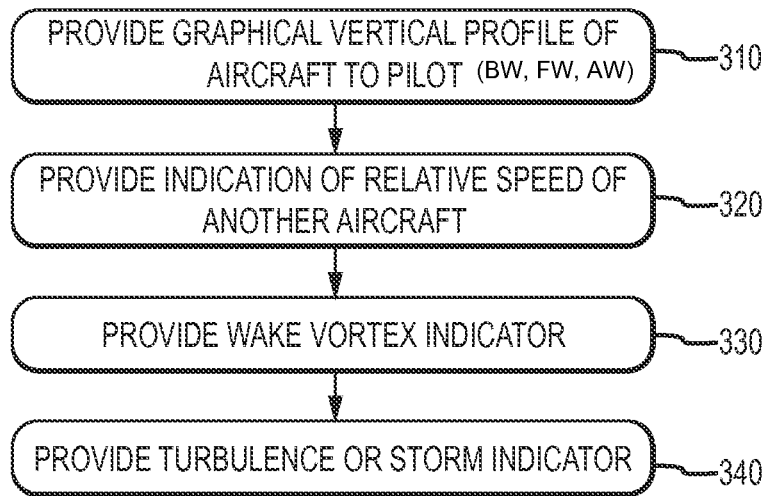 PROVIDE GRAPHICAL VERTICAL PROFILE OF
AIRCRAFT TO PILOT (BW, FW, AW)
310
PROVIDE INDICATION OF RELATIVE SPEED OF
ANOTHER AIRCRAFT
320
PROVIDE WAKE VORTEX INDICATOR
330
PROVIDE TURBULENCE OR STORM INDICATOR
340